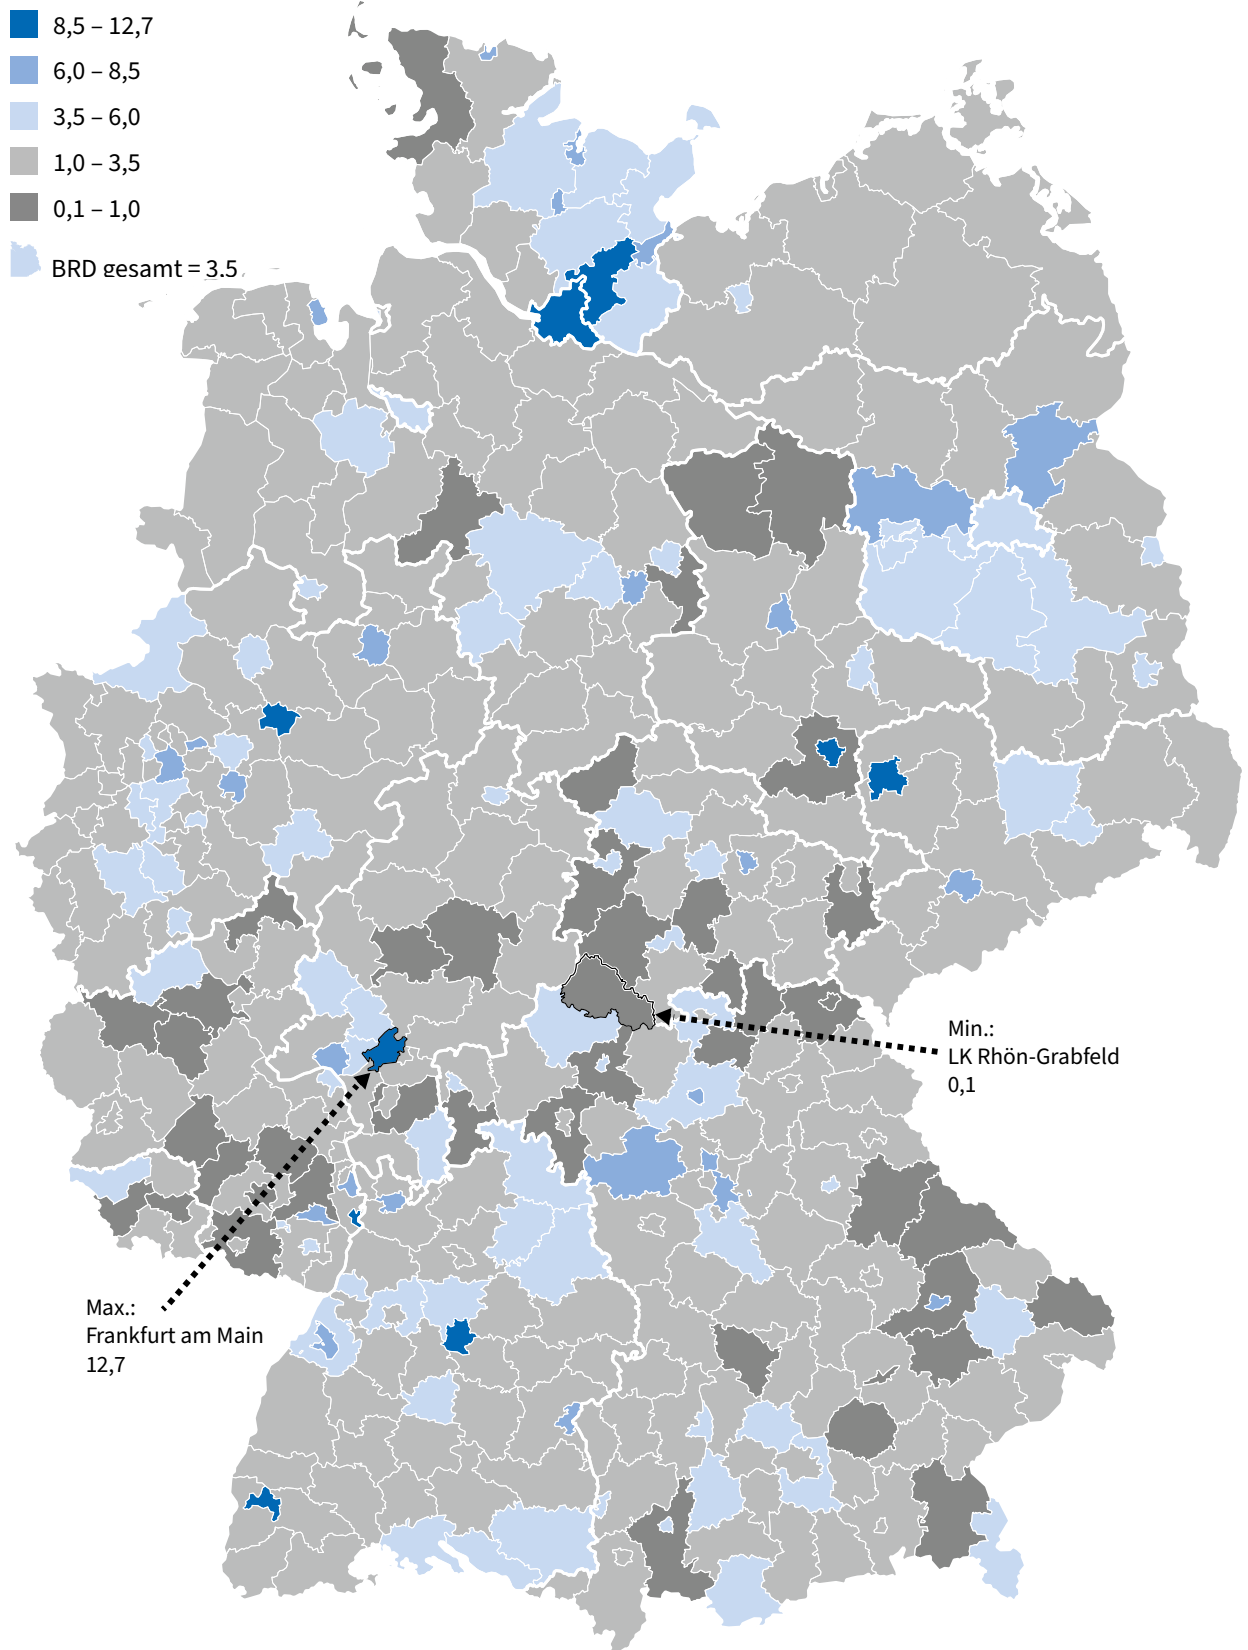 8,5 – 12,7
6,0 – 8,5
3,5 – 6,0
1,0 – 3,5
0,1 – 1,0
BRD gesamt = 3.5
Min.:
LK Rhön-Grabfeld
0,1
Max.:
Frankfurt am Main
12,7